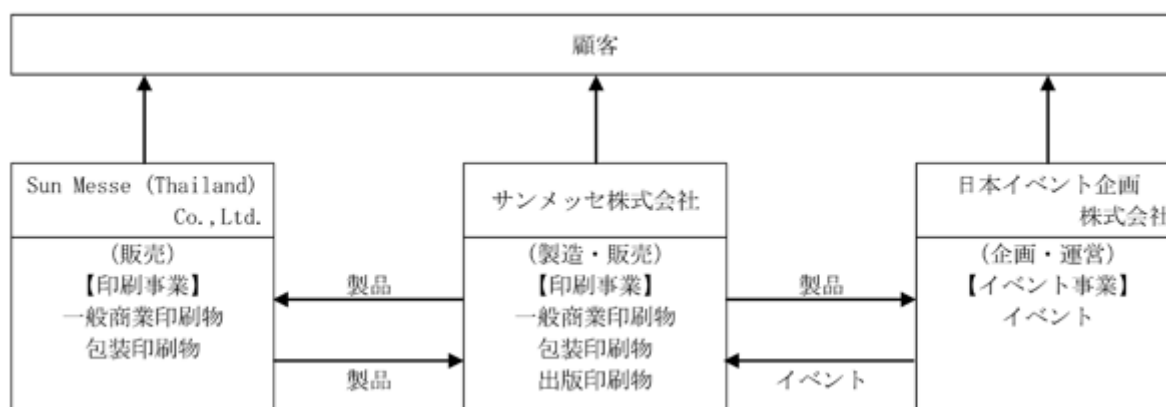 顧客
Sun Messe (Thailand)
Co.,Ltd.
(販売)
【印刷事業】
一般商業印刷物
包装印刷物
製品
製品
サンメッセ株式会社
(製造・販売)
【印刷事業】
一般商業印刷物
包装印刷物
出版印刷物
製品
イベント
日本イベント企画
株式会社
(企画・運営)
【イベント事業】
イベント